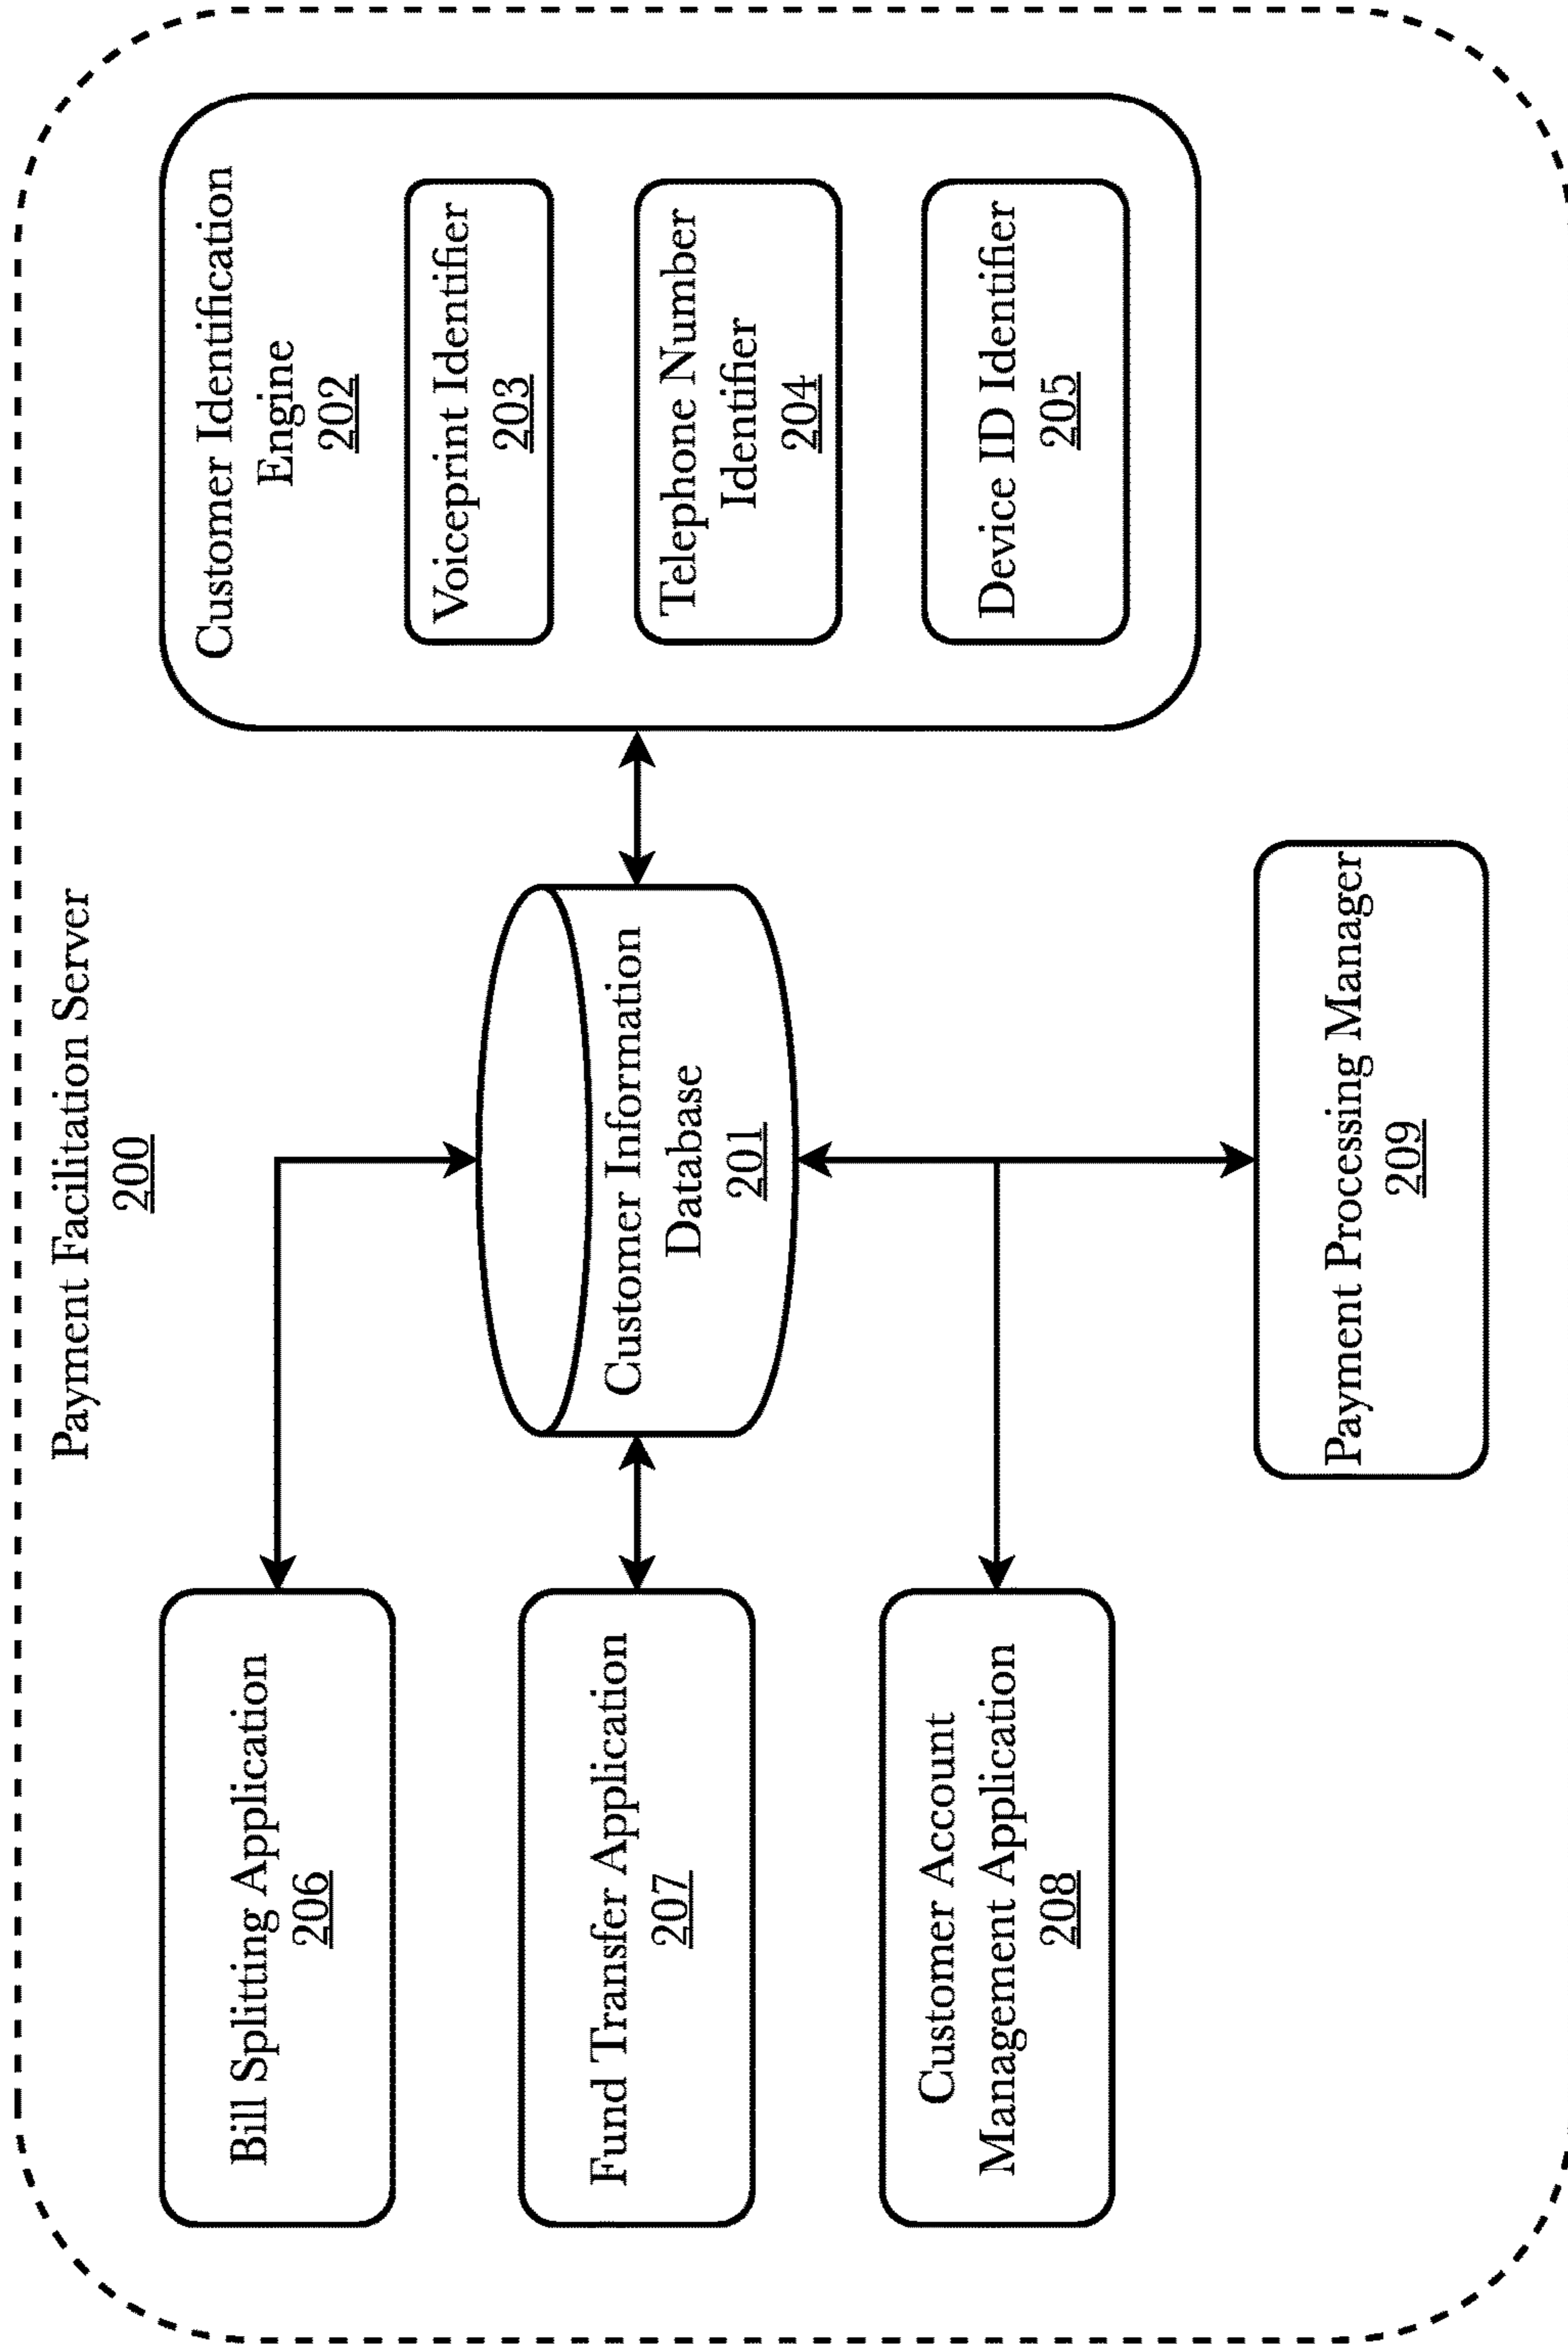 Payment Facilitation Server
200
Bill Splitting Application
206
Fund Transfer Application
207
Customer Account
Management Application
208
Customer Information
Database
201
Customer Identification
Engine
202
Voiceprint Identifier
203
Telephone Number
Identifier
204
Device ID Identifier
205
Payment Processing Manager
209